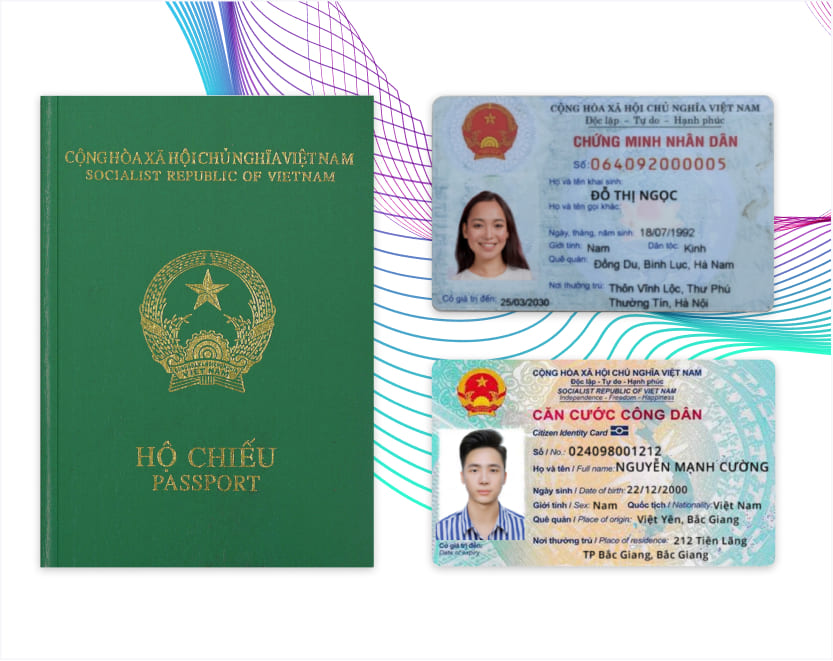 CỘNG HÒA XÃ HỘI CHỦ NGHĨA VIỆT NAM
SOCIALIST REPUBLIC OF VIETNAM
HỘ CHIẾU
PASSPORT
CỘNG HÒA XÃ HỘI CHỦ NGHĨA VIỆT NAM
Độc lập - Tự do - Hạnh phúc
CHỨNG MINH NHÂN DÂN
Số: 064092000005
Họ và tên khai sinh:
ĐỖ THỊ NGỌC
Họ và tên gọi khác:
Ngày, tháng, năm sinh: 18/07/1992
Giới tính: Nam Dân tộc: Kinh
Quê quán: Đồng Du, Bình Luc, Hà Nam
Nơi thường trú: Thôn Vĩnh Lộc, Thư Phú
Thường Tín, Hà Nội
Có giá trị đến: 25/03/2030
CỘNG HÒA XÃ HỘI CHỦ NGHĨA VIỆT NAM
Độc lập - Tự do - Hạnh phúc
SOCIALIST REPUBLIC OF VIET NAM
Independence - Freedom - Happiness
CĂN CƯỚC CÔNG DÂN
Citizen Identity Card
Số / No.: 024098001212
Họ và tên / Full name: NGUYỄN MẠNH CƯỜNG
Ngày sinh / Date of birth: 22/12/2000
Giới tính / Sex: Nam Quốc tịch / Nationality: Việt Nam
Quê quán / Place of origin: Việt Yên, Bắc Giang
Nơi thường trú / Place of residence: 212 Tiên Lãng
TP Bắc Giang, Bắc Giang
Có giá trị đến:
Date of expiry